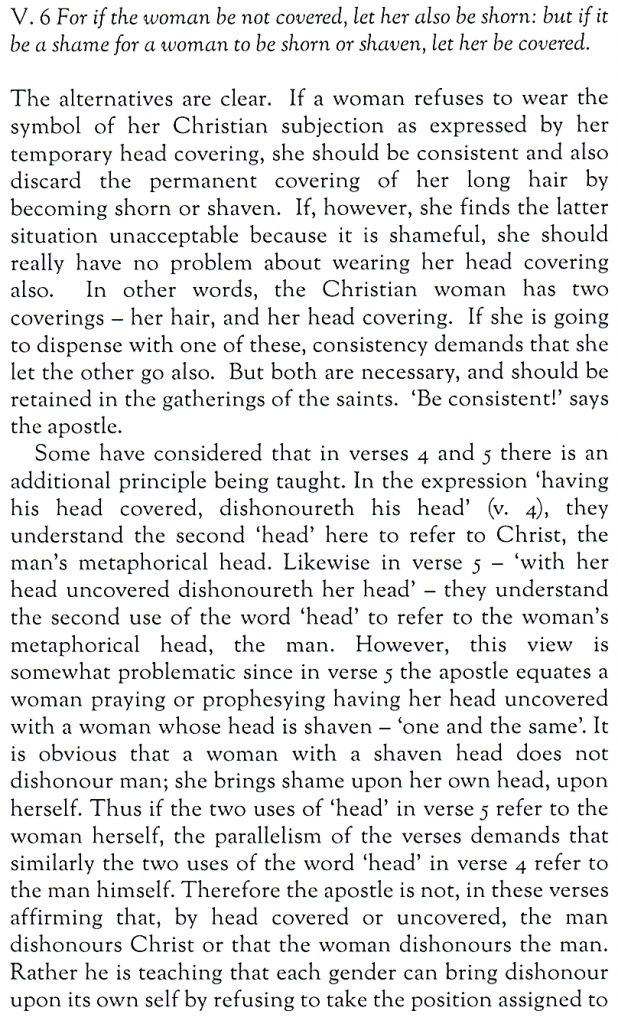 V. 6 For if the woman be not covered, let her also be shorn: but if it
be a shame for a woman to be shorn or shaven, let her be covered.
The alternatives are clear. If a woman refuses to wear the
symbol of her Christian subjection as expressed by her
temporary head covering, she should be consistent and also
discard the permanent covering of her long hair by
becoming shorn or shaven. If, however, she finds the latter
situation unacceptable because it is shameful, she should
really have no problem about wearing her head covering
also. In other words, the Christian woman has two
coverings – her hair, and her head covering. If she is going
to dispense with one of these, consistency demands that she
let the other go also. But both are necessary, and should be
retained in the gatherings of the saints. ‘Be consistent!’ says
the apostle.
Some have considered that in verses 4 and 5 there is an
additional principle being taught. In the expression ‘having
his head covered, dishonoureth his head’ (v. 4), they
understand the second ‘head’ here to refer to Christ, the
man’s metaphorical head. Likewise in verse 5 – ‘with her
head uncovered dishonoureth her head’ – they understand
the second use of the word ‘head’ to refer to the woman’s
metaphorical head, the man. However, this view is
somewhat problematic since in verse 5 the apostle equates a
woman praying or prophesying having her head uncovered
with a woman whose head is shaven – ‘one and the same’. It
is obvious that a woman with a shaven head does not
dishonour man; she brings shame upon her own head, upon
herself. Thus if the two uses of ‘head’ in verse 5 refer to the
woman herself, the parallelism of the verses demands that
similarly the two uses of the word ‘head’ in verse 4 refer to
the man himself. Therefore the apostle is not, in these verses
affirming that, by head covered or uncovered, the man
dishonours Christ or that the woman dishonours the man.
Rather he is teaching that each gender can bring dishonour
upon its own self by refusing to take the position assigned to